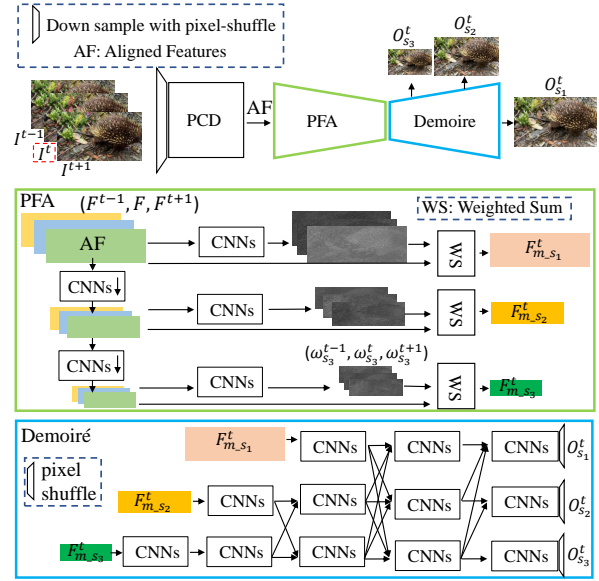 Down sample with pixel-shuffle
AF: Aligned Features
O^t_{s_3}
O^t_{s_2}
O^t_{s_1}
I^{t-1}
I^t
I^{t+1}
PCD
AF
PFA
Demoire
PFA
(F^{t-1}, F, F^{t+1})
WS: Weighted Sum
AF
CNNs
WS
F^t_{m_s_1}
CNNs↓
CNNs
WS
F^t_{m_s_2}
CNNs↓
(ω^{t-1}_{s_3}, ω^t_{s_3}, ω^{t+1}_{s_3})
CNNs
WS
F^t_{m_s_3}
Demoiré
pixel
shuffle
F^t_{m_s_1}
CNNs
CNNs
CNNs
O^t_{s_1}
F^t_{m_s_2}
CNNs
CNNs
CNNs
CNNs
O^t_{s_2}
F^t_{m_s_3}
CNNs
CNNs
CNNs
CNNs
CNNs
O^t_{s_3}